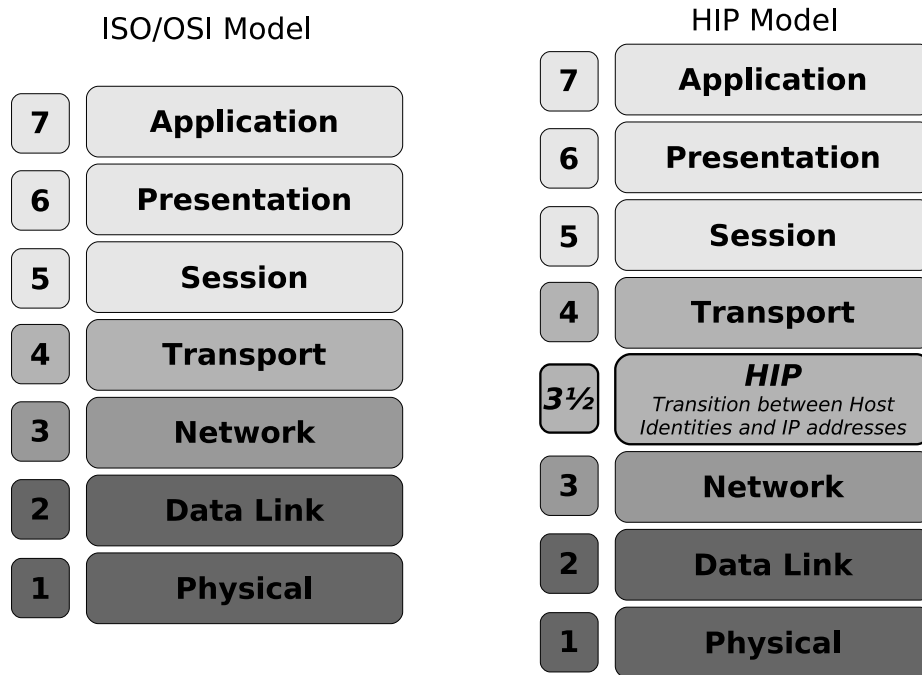 ISO/OSI Model
7 Application
6 Presentation
5 Session
4 Transport
3 Network
2 Data Link
1 Physical
HIP Model
7 Application
6 Presentation
5 Session
4 Transport
3½ HIP
Transition between Host
Identities and IP addresses
3 Network
2 Data Link
1 Physical